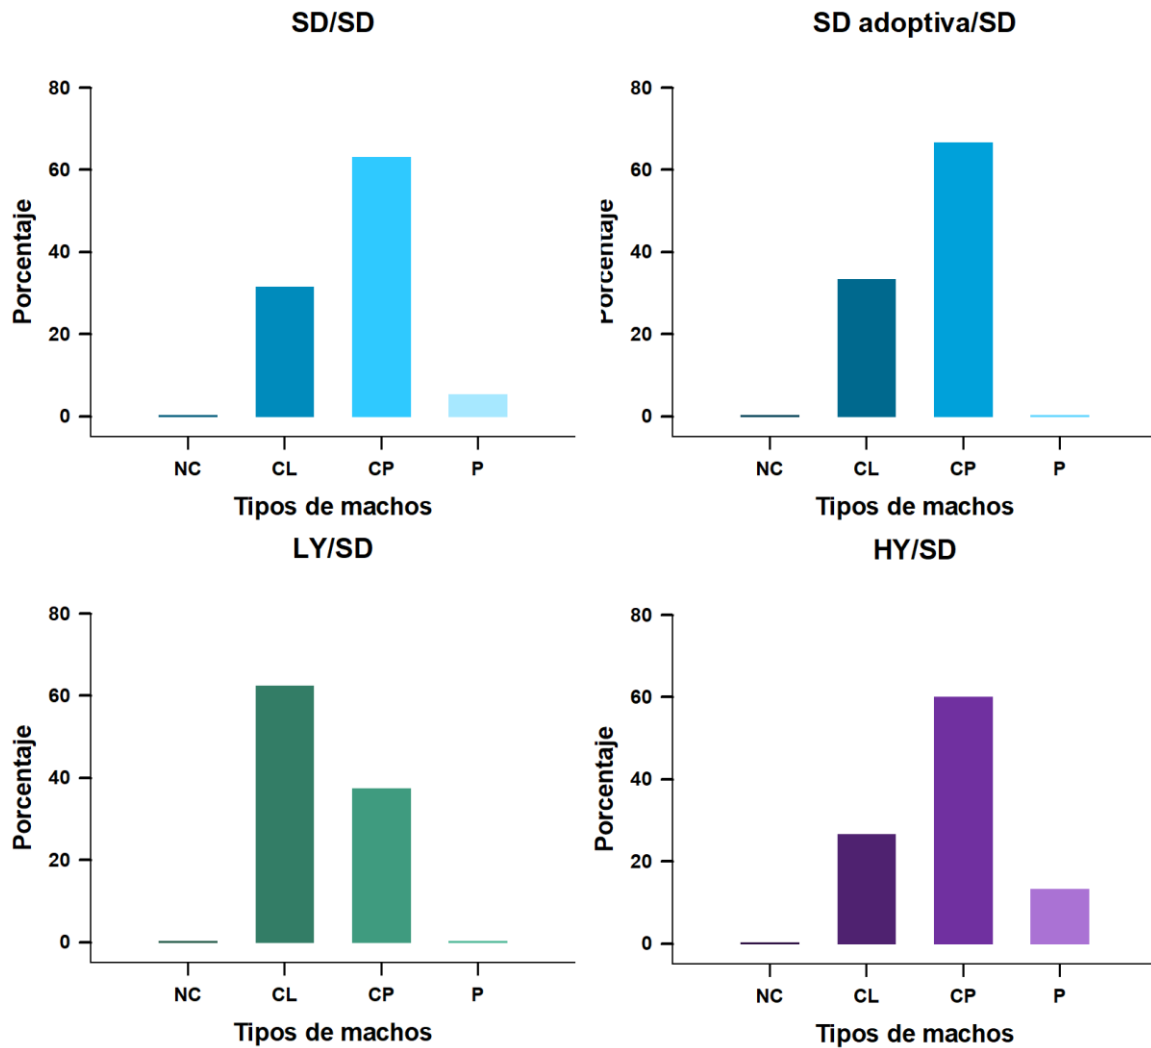 SD/SD
80
60
40
20
0
Porcentaje
NC CL CP P
Tipos de machos
SD adoptiva/SD
80
60
40
20
0
Porcentaje
NC CL CP P
Tipos de machos
LY/SD
80
60
40
20
0
Porcentaje
NC CL CP P
Tipos de machos
HY/SD
80
60
40
20
0
Porcentaje
NC CL CP P
Tipos de machos